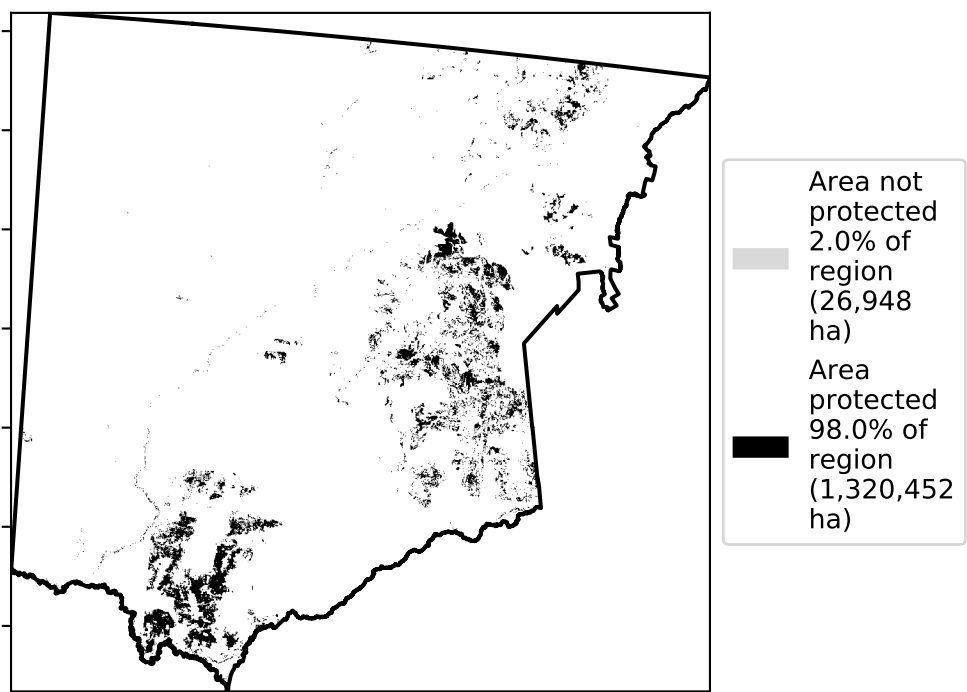 Area not
protected
2.0% of
region
(26,948
ha)
Area
protected
98.0% of
region
(1,320,452
ha)